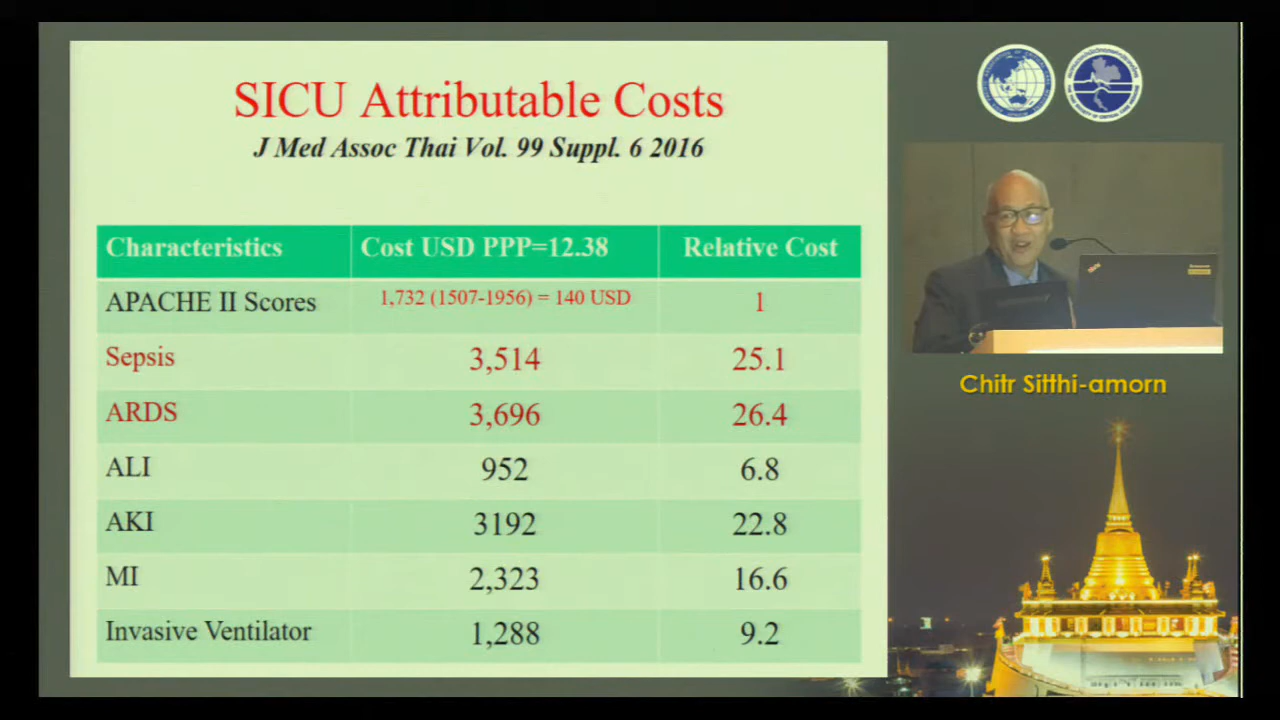 SICU Attributable Costs
J Med Assoc Thai Vol. 99 Suppl. 6 2016
Characteristics Cost USD PPP=12.38 Relative Cost
APACHE II Scores 1,732 (1507-1956) = 140 USD 1
Sepsis 3,514 25.1
ARDS 3,696 26.4
ALI 952 6.8
AKI 3192 22.8
MI 2,323 16.6
Invasive Ventilator 1,288 9.2
Chitr Sitthi-amorn